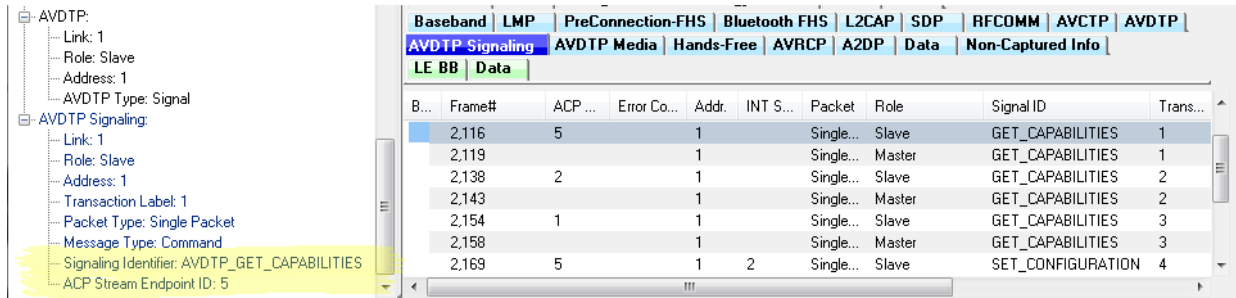 AVDTP:
Link: 1
Role: Slave
Address: 1
AVDTP Type: Signal
AVDTP Signaling:
Link: 1
Role: Slave
Address: 1
Transaction Label: 1
Packet Type: Single Packet
Message Type: Command
Signaling Identifier: AVDTP_GET_CAPABILITIES
ACP Stream Endpoint ID: 5
Baseband LMP PreConnection-FHS Bluetooth FHS L2CAP SDP RFCOMM AVCTP AVDTP
AVDTP Signaling AVDTP Media Hands-Free AVRCP A2DP Data Non-Captured Info
LE BB Data
B... Frame# ACP ... Error Co... Addr. INT S... Packet Role Signal ID Trans...
2,116 5 1 Single... Slave GET_CAPABILITIES 1
2,119 1 Single... Master GET_CAPABILITIES 1
2,138 2 1 Single... Slave GET_CAPABILITIES 2
2,143 1 Single... Master GET_CAPABILITIES 2
2,154 1 1 Single... Slave GET_CAPABILITIES 3
2,158 1 Single... Master GET_CAPABILITIES 3
2,169 5 1 2 Single... Slave SET_CONFIGURATION 4